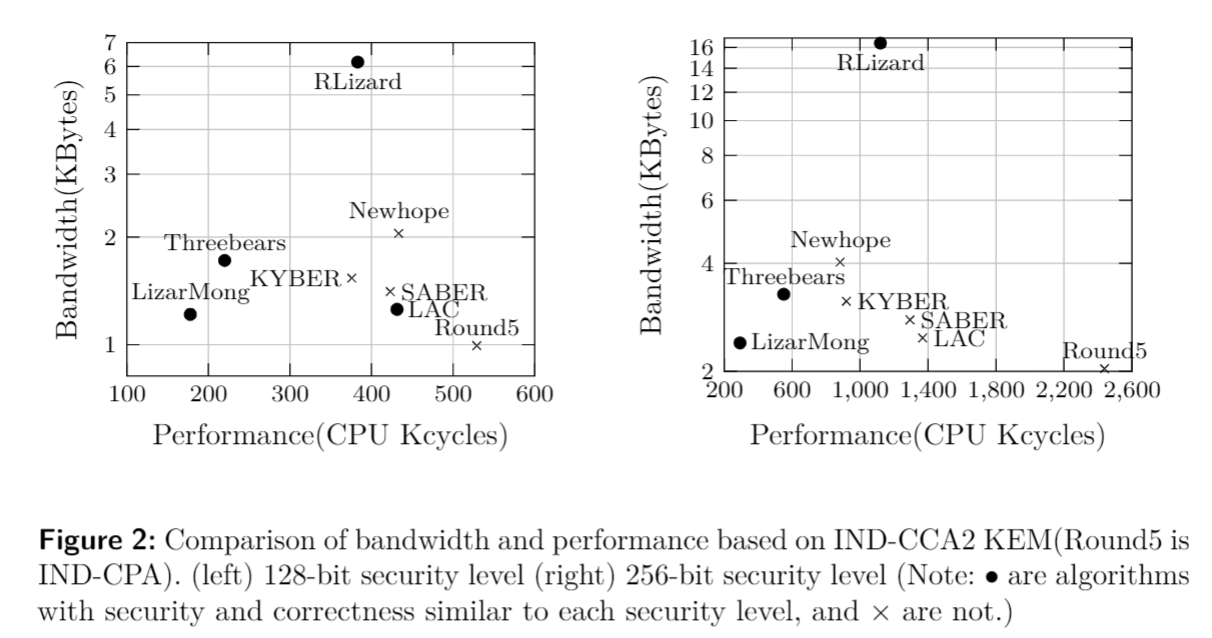 7
6
5
4
3
2
1
Bandwidth(KBytes)
RLizard
Newhope
Threebears
KYBER
SABER
LizarMong
LAC
Round5
100 200 300 400 500 600
Performance(CPU Kcycles)
16
14
12
10
8
6
4
2
Bandwidth(KBytes)
RLizard
Newhope
Threebears
KYBER
SABER
LizarMong
LAC
Round5
200 600 1,000 1,400 1,800 2,200 2,600
Performance(CPU Kcycles)
Figure 2: Comparison of bandwidth and performance based on IND-CCA2 KEM(Round5 is
IND-CPA). (left) 128-bit security level (right) 256-bit security level (Note: ● are algorithms
with security and correctness similar to each security level, and × are not.)